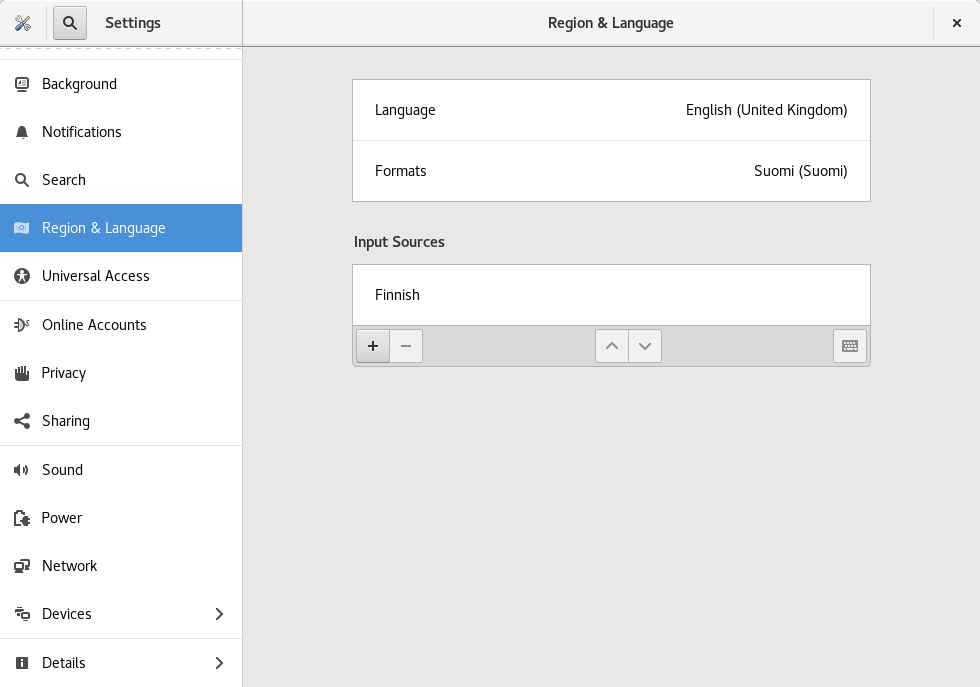 Settings
Region & Language
Background
Notifications
Search
Region & Language
Universal Access
Online Accounts
Privacy
Sharing
Sound
Power
Network
Devices
Details
Language English (United Kingdom)
Formats Suomi (Suomi)
Input Sources
Finnish